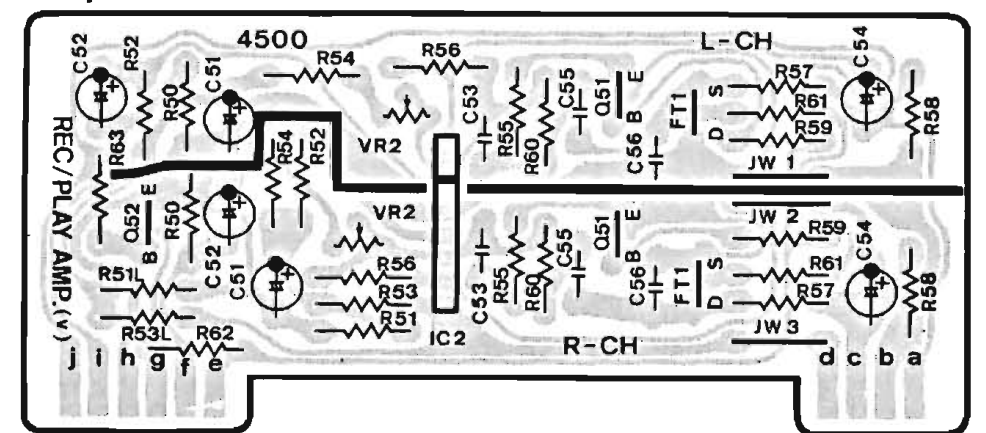 4500
L-CH
C52
R52
R50
C51
R54
R56
C53
R55
R60
C55
Q51
E
B
C56
FT1
S
D
R57
R61
R59
JW 1
C54
R58
REC/PLAY AMP.(v)
R63
R54
R52
VR2
Q52
E
B
R50
C52
C51
VR2
R56
R53
R51
IC2
C53
R55
R60
C55
Q51
E
B
C56
FT1
S
D
JW 2
R59
R61
R57
JW3
C54
R58
R51L
R53L
R62
R-CH
j i h g f e
d c b a